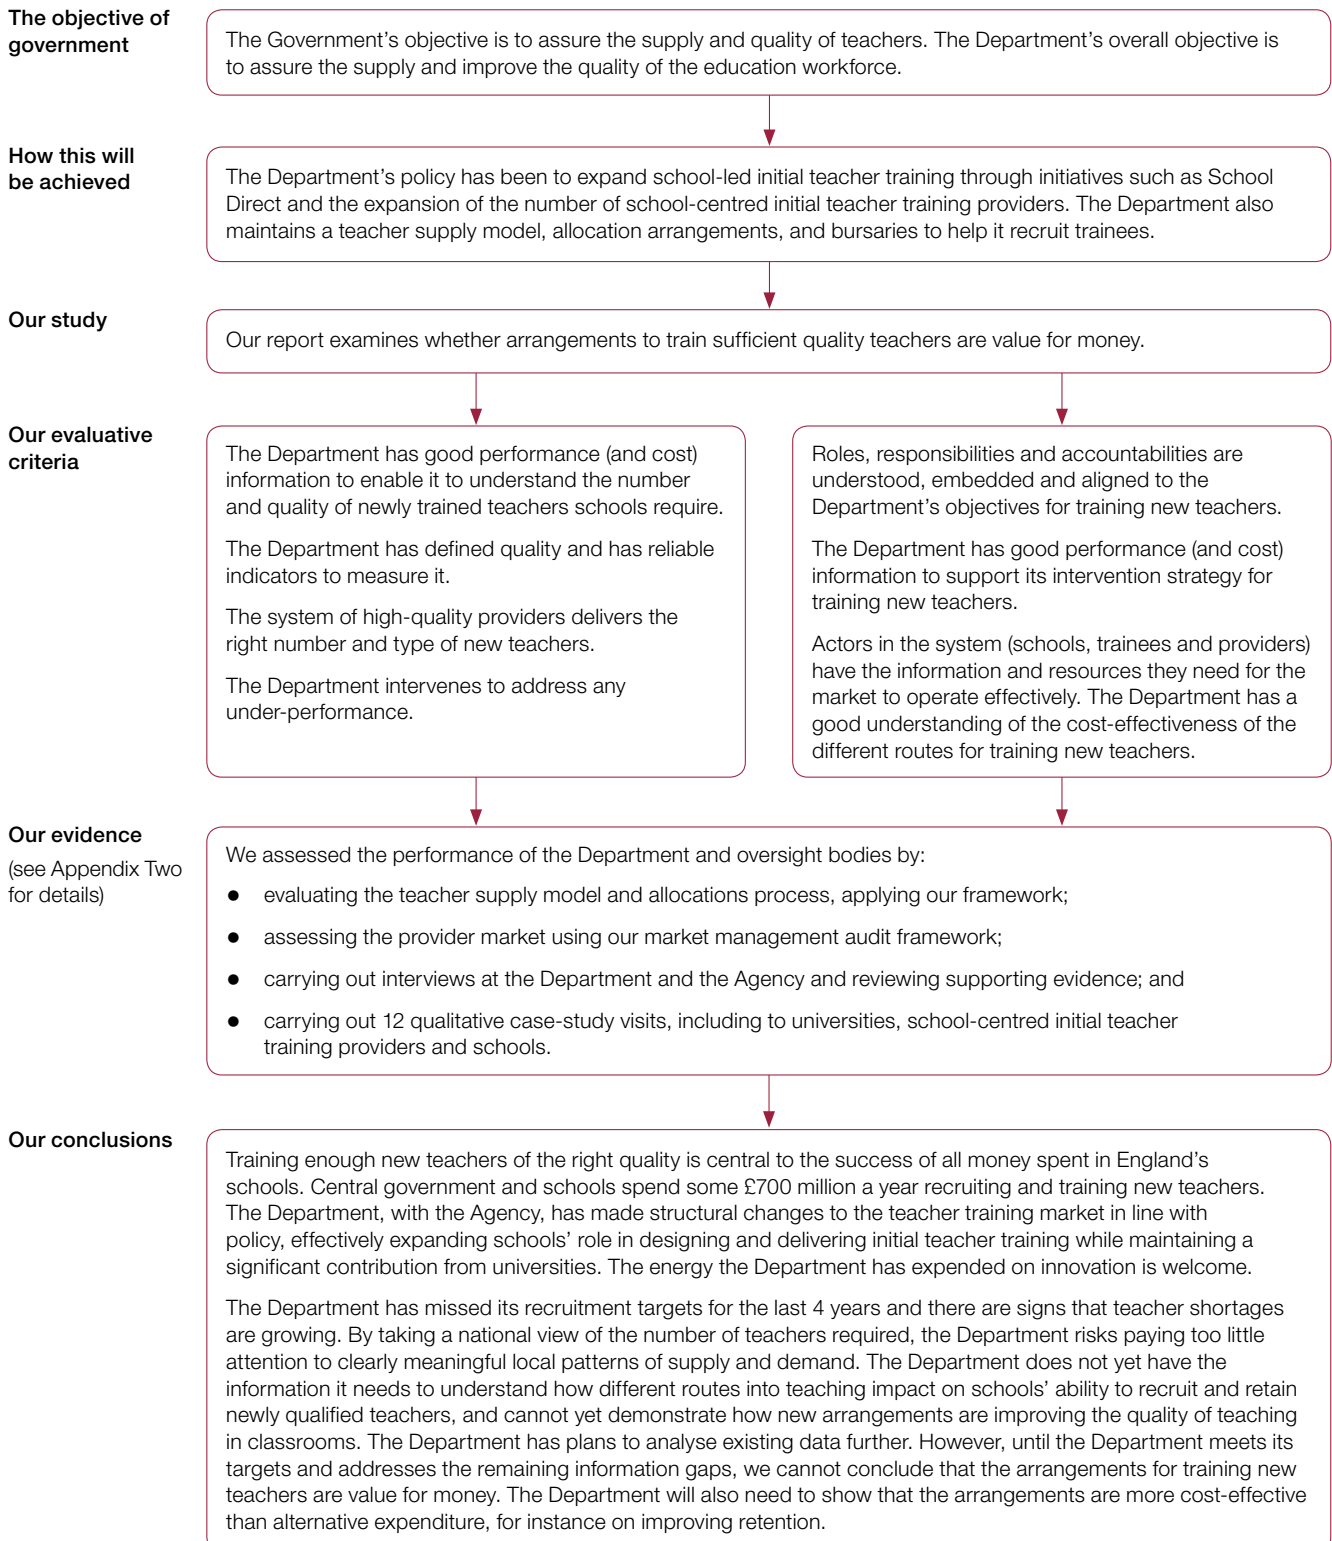 The objective of
government
The Government’s objective is to assure the supply and quality of teachers. The Department’s overall objective is
to assure the supply and improve the quality of the education workforce.
How this will
be achieved
The Department’s policy has been to expand school-led initial teacher training through initiatives such as School
Direct and the expansion of the number of school-centred initial teacher training providers. The Department also
maintains a teacher supply model, allocation arrangements, and bursaries to help it recruit trainees.
Our study
Our report examines whether arrangements to train sufficient quality teachers are value for money.
Our evaluative
criteria
The Department has good performance (and cost)
information to enable it to understand the number
and quality of newly trained teachers schools require.
The Department has defined quality and has reliable
indicators to measure it.
The system of high-quality providers delivers the
right number and type of new teachers.
The Department intervenes to address any
under-performance.
Roles, responsibilities and accountabilities are
understood, embedded and aligned to the
Department’s objectives for training new teachers.
The Department has good performance (and cost)
information to support its intervention strategy for
training new teachers.
Actors in the system (schools, trainees and providers)
have the information and resources they need for the
market to operate effectively. The Department has a
good understanding of the cost-effectiveness of the
different routes for training new teachers.
Our evidence
(see Appendix Two
for details)
We assessed the performance of the Department and oversight bodies by:
● evaluating the teacher supply model and allocations process, applying our framework;
● assessing the provider market using our market management audit framework;
● carrying out interviews at the Department and the Agency and reviewing supporting evidence; and
● carrying out 12 qualitative case-study visits, including to universities, school-centred initial teacher
training providers and schools.
Our conclusions
Training enough new teachers of the right quality is central to the success of all money spent in England’s
schools. Central government and schools spend some £700 million a year recruiting and training new teachers.
The Department, with the Agency, has made structural changes to the teacher training market in line with
policy, effectively expanding schools’ role in designing and delivering initial teacher training while maintaining a
significant contribution from universities. The energy the Department has expended on innovation is welcome.
The Department has missed its recruitment targets for the last 4 years and there are signs that teacher shortages
are growing. By taking a national view of the number of teachers required, the Department risks paying too little
attention to clearly meaningful local patterns of supply and demand. The Department does not yet have the
information it needs to understand how different routes into teaching impact on schools’ ability to recruit and retain
newly qualified teachers, and cannot yet demonstrate how new arrangements are improving the quality of teaching
in classrooms. The Department has plans to analyse existing data further. However, until the Department meets its
targets and addresses the remaining information gaps, we cannot conclude that the arrangements for training new
teachers are value for money. The Department will also need to show that the arrangements are more cost-effective
than alternative expenditure, for instance on improving retention.